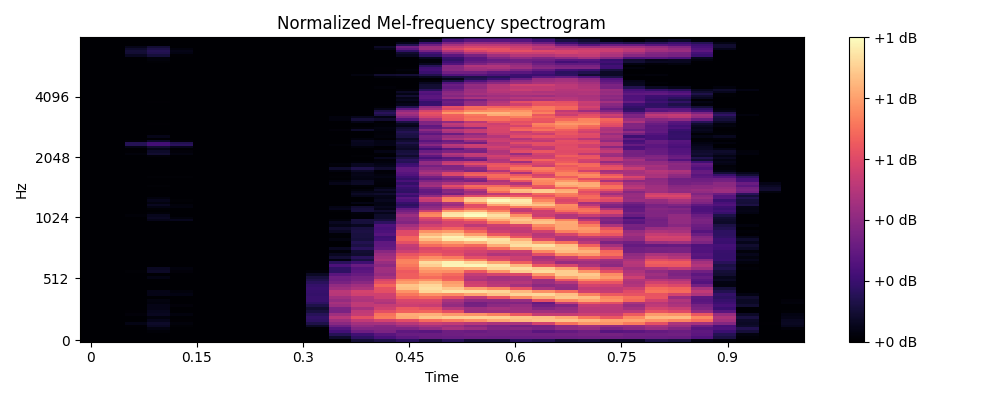 Normalized Mel-frequency spectrogram
+1 dB
+1 dB
+1 dB
+0 dB
+0 dB
+0 dB
4096
2048
1024
512
0
Hz
0 0.15 0.3 0.45 0.6 0.75 0.9
Time